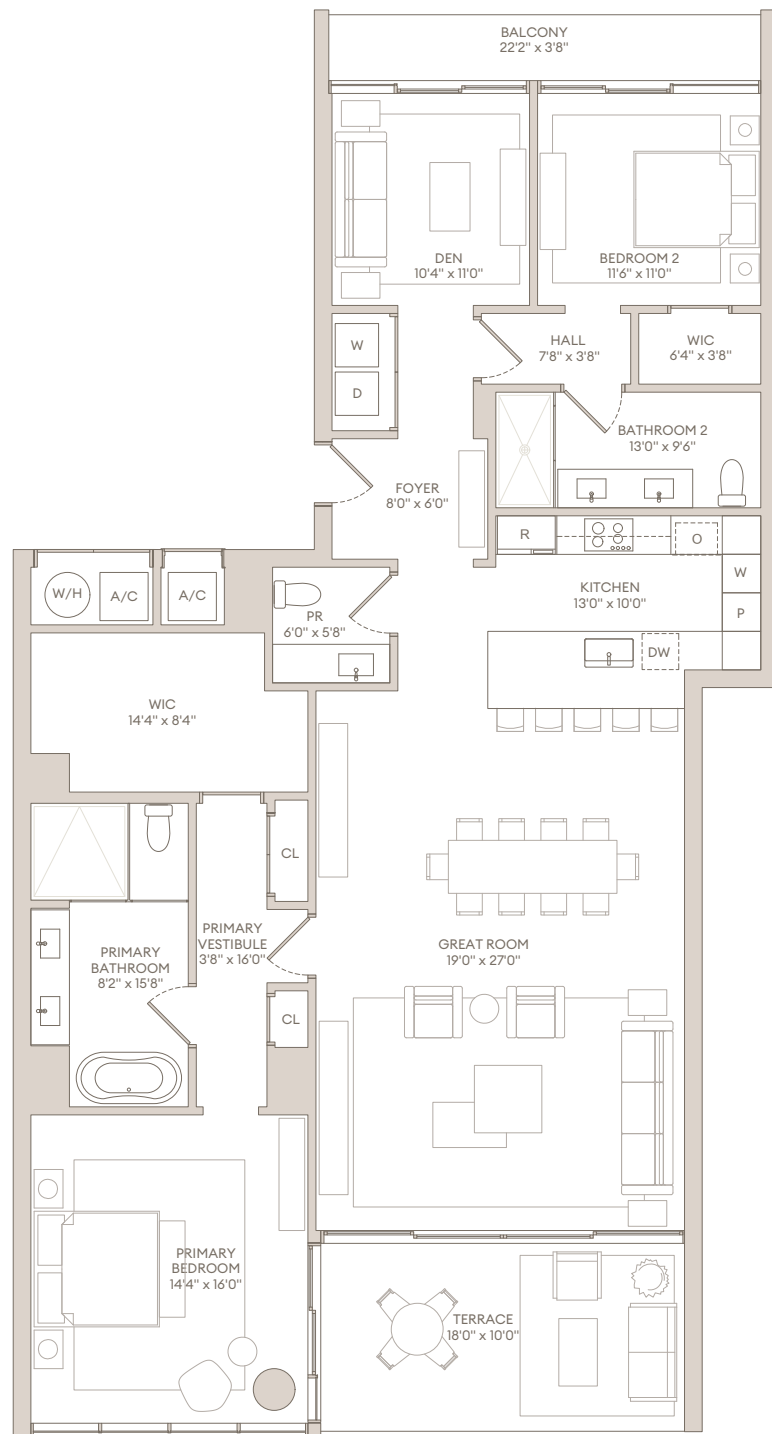 BALCONY
22'2" x 3'8"
DEN
10'4" x 11'0"
BEDROOM 2
11'6" x 11'0"
W
D
HALL
7'8" x 3'8"
WIC
6'4" x 3'8"
BATHROOM 2
13'0" x 9'6"
FOYER
8'0" x 6'0"
R
O
W
P
KITCHEN
13'0" x 10'0"
DW
W/H
A/C
A/C
PR
6'0" x 5'8"
WIC
14'4" x 8'4"
CL
PRIMARY
VESTIBULE
3'8" x 16'0"
PRIMARY
BATHROOM
8'2" x 15'8"
GREAT ROOM
19'0" x 27'0"
CL
PRIMARY
BEDROOM
14'4" x 16'0"
TERRACE
18'0" x 10'0"